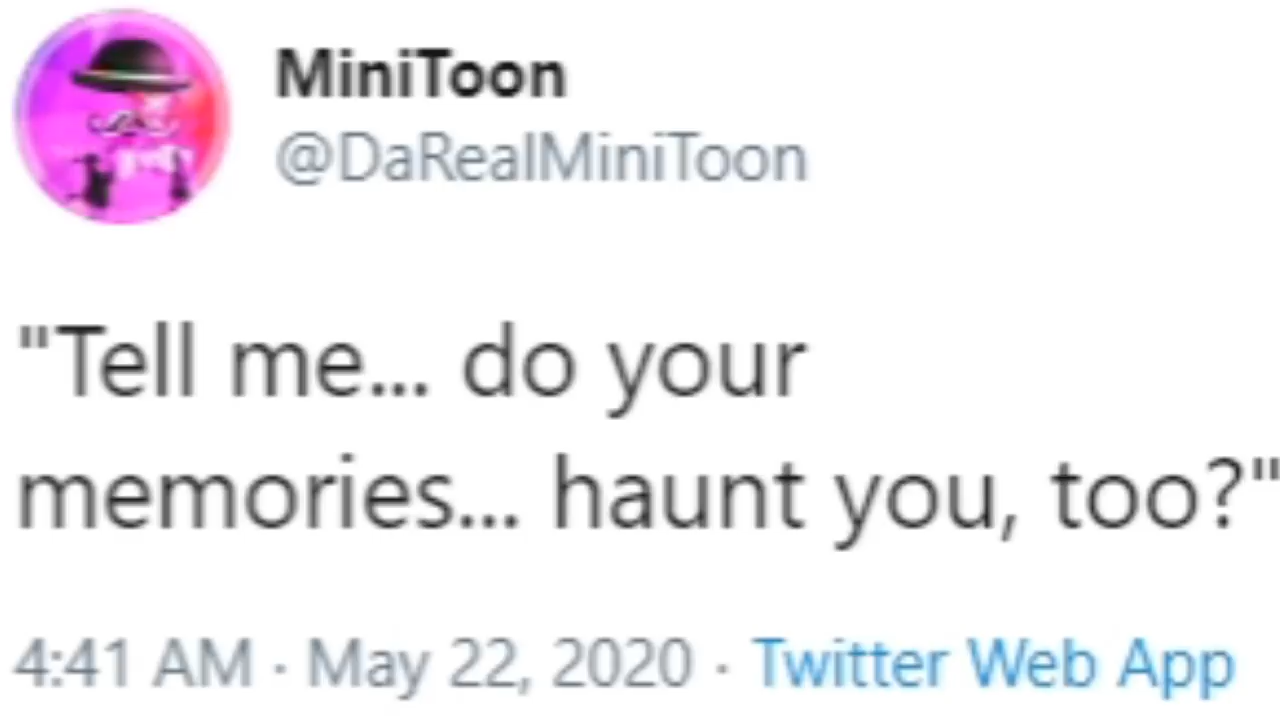 MiniToon
@DaRealMiniToon
"Tell me... do your
memories... haunt you, too?"
4:41 AM · May 22, 2020 · Twitter Web App